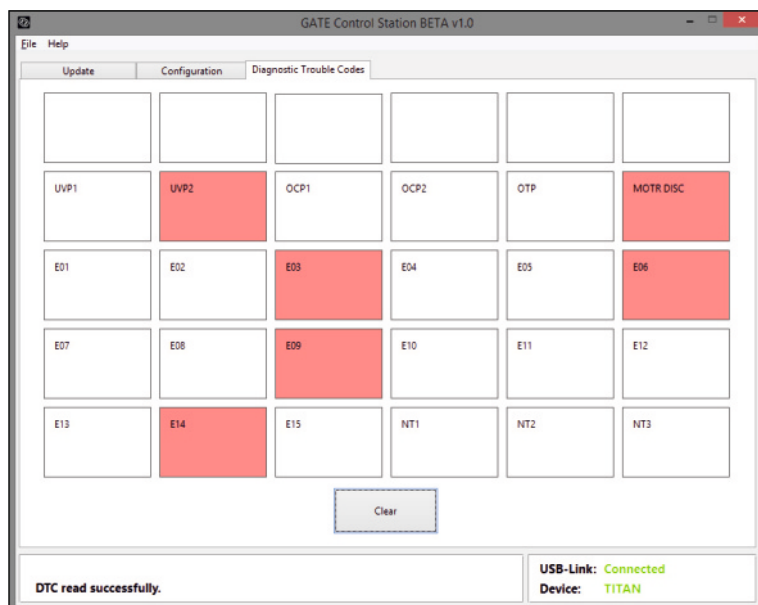 GATE Control Station BETA v1.0
File Help
Update Configuration Diagnostic Trouble Codes
UVP1 UVP2 OCP1 OCP2 OTP MOTR DISC
E01 E02 E03 E04 E05 E06
E07 E08 E09 E10 E11 E12
E13 E14 E15 NT1 NT2 NT3
Clear
USB-Link: Connected
DTC read successfully. Device: TITAN